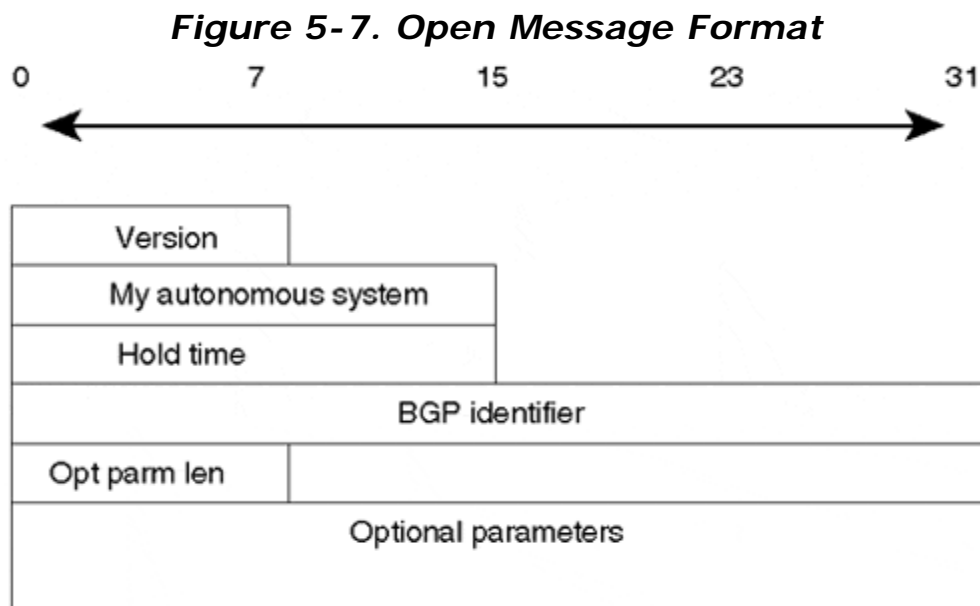 Figure 5-7. Open Message Format
0 7 15 23 31
Version
My autonomous system
Hold time
BGP identifier
Opt parm len
Optional parameters